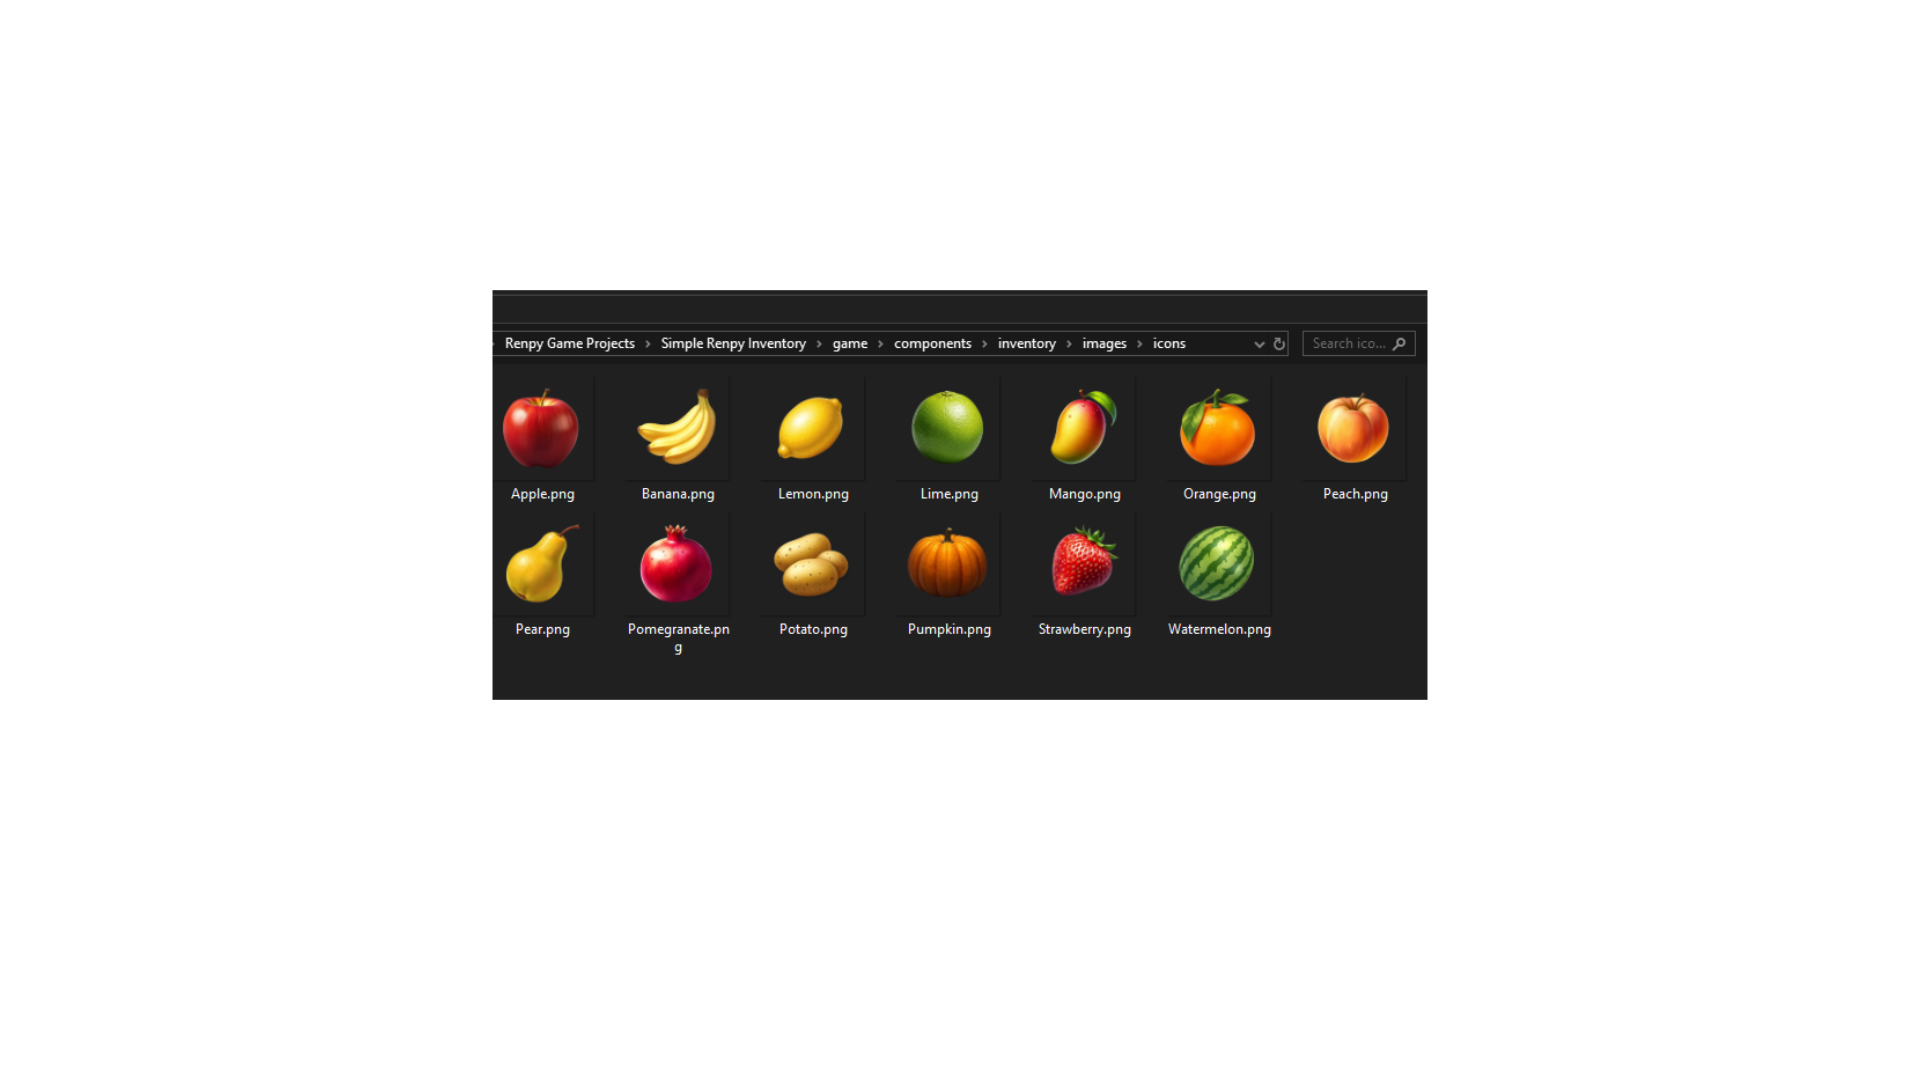 Renpy Game Projects > Simple Renpy Inventory > game > components > inventory > images > icons
Search ico...
Apple.png
Banana.png
Lemon.png
Lime.png
Mango.png
Orange.png
Peach.png
Pear.png
Pomegranate.pn
g
Potato.png
Pumpkin.png
Strawberry.png
Watermelon.png